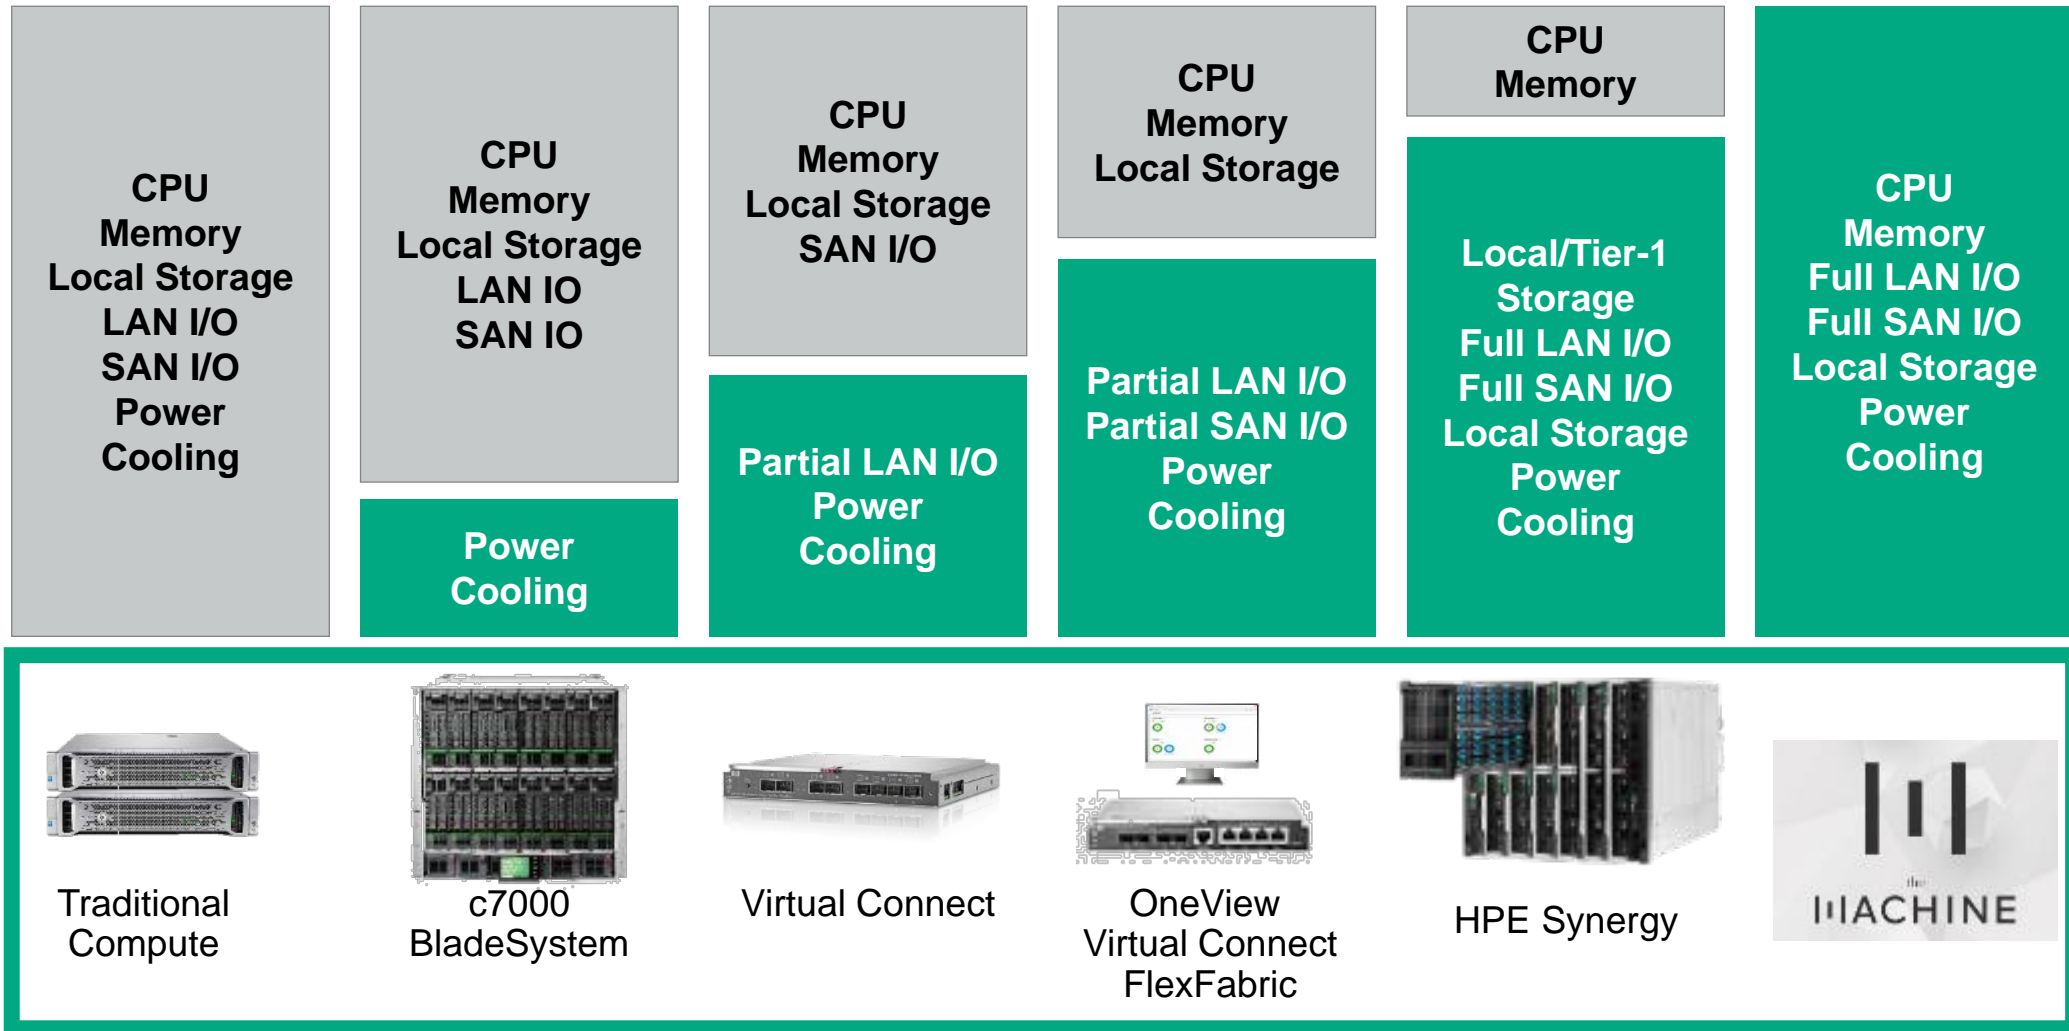 CPU
Memory
Local Storage
LAN I/O
SAN I/O
Power
Cooling
CPU
Memory
Local Storage
LAN IO
SAN IO
Power
Cooling
CPU
Memory
Local Storage
SAN I/O
Partial LAN I/O
Power
Cooling
CPU
Memory
Local Storage
Partial LAN I/O
Partial SAN I/O
Power
Cooling
CPU
Memory
Local/Tier-1
Storage
Full LAN I/O
Full SAN I/O
Local Storage
Power
Cooling
CPU
Memory
Full LAN I/O
Full SAN I/O
Local Storage
Power
Cooling
Traditional
Compute
c7000
BladeSystem
Virtual Connect
OneView
Virtual Connect
FlexFabric
HPE Synergy
the
MACHINE